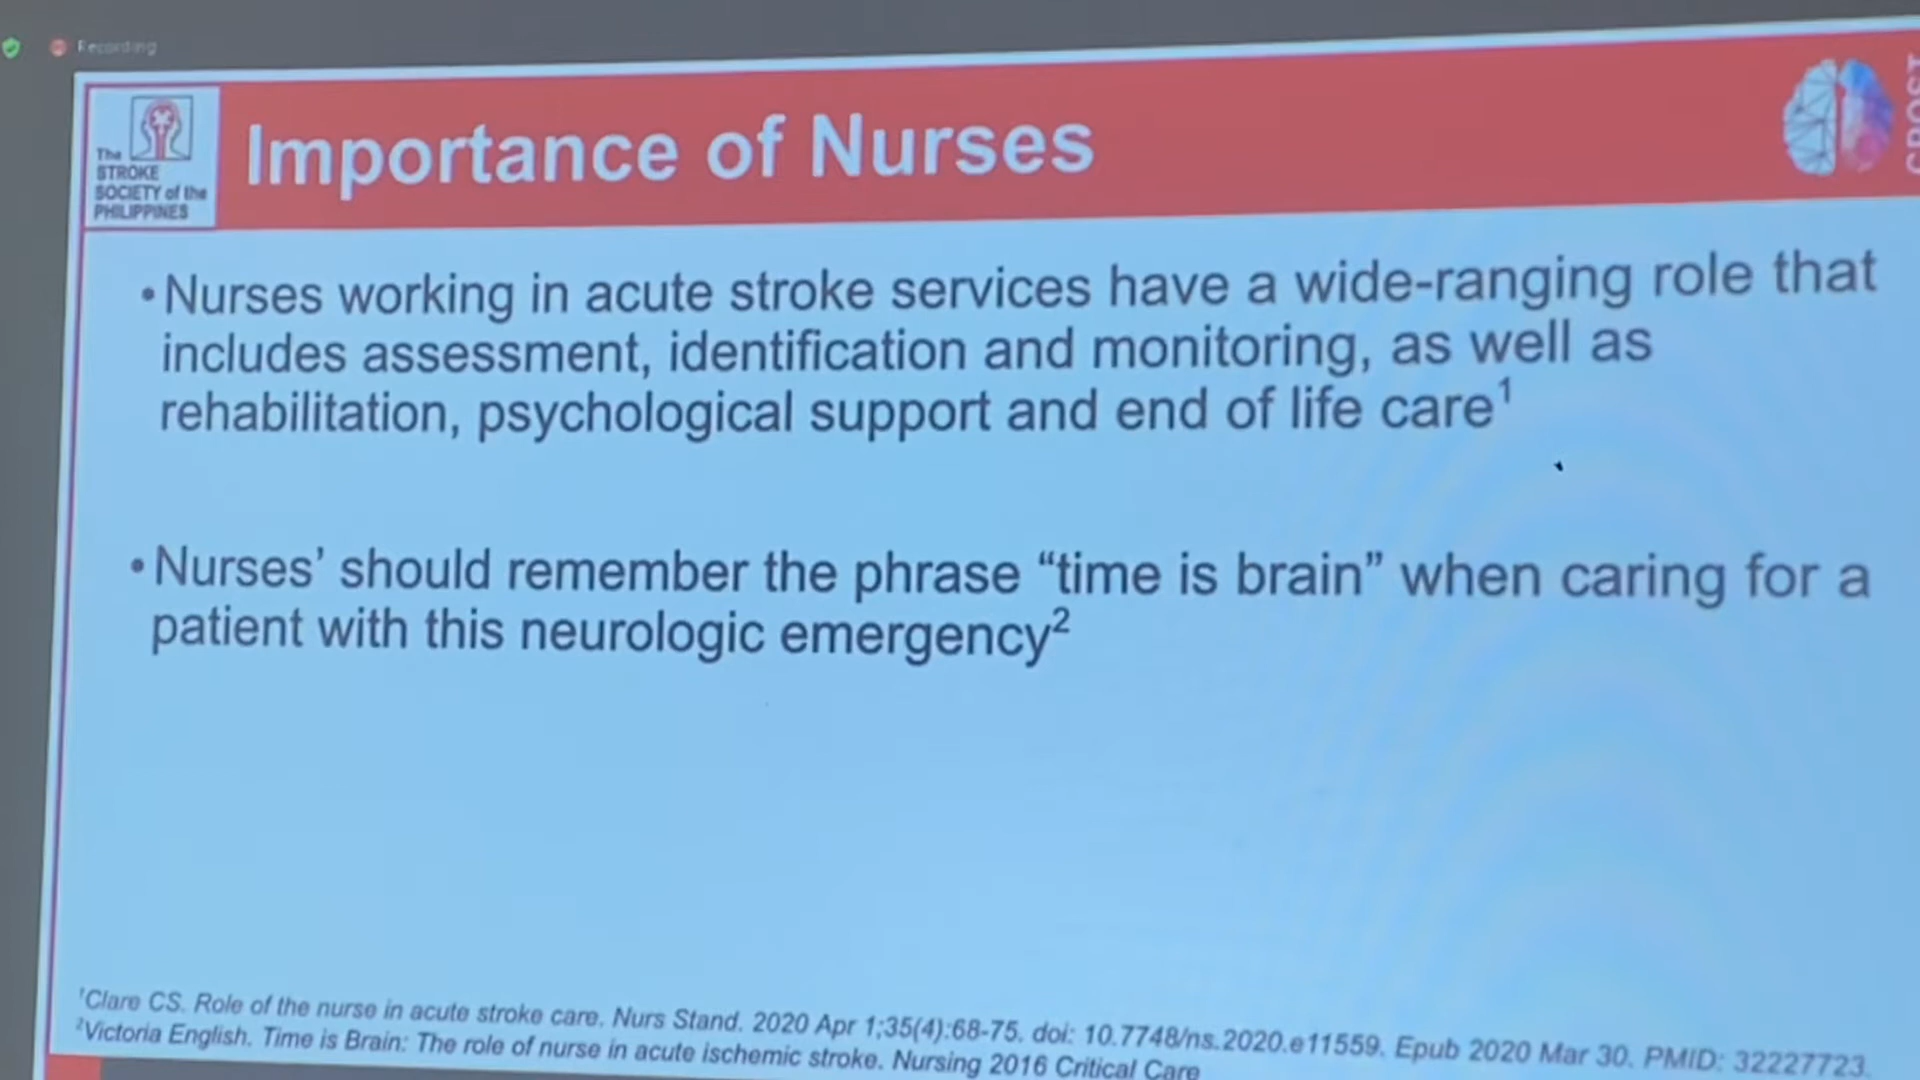 Recording
The
STROKE
SOCIETY of the
PHILIPPINES
Importance of Nurses
•Nurses working in acute stroke services have a wide-ranging role that
includes assessment, identification and monitoring, as well as
rehabilitation, psychological support and end of life care¹
•Nurses’ should remember the phrase “time is brain” when caring for a
patient with this neurologic emergency²
¹Clare CS. Role of the nurse in acute stroke care. Nurs Stand. 2020 Apr 1;35(4):68-75. doi: 10.7748/ns.2020.e11559. Epub 2020 Mar 30. PMID: 32227723.
²Victoria English. Time is Brain: The role of nurse in acute ischemic stroke. Nursing 2016 Critical Care